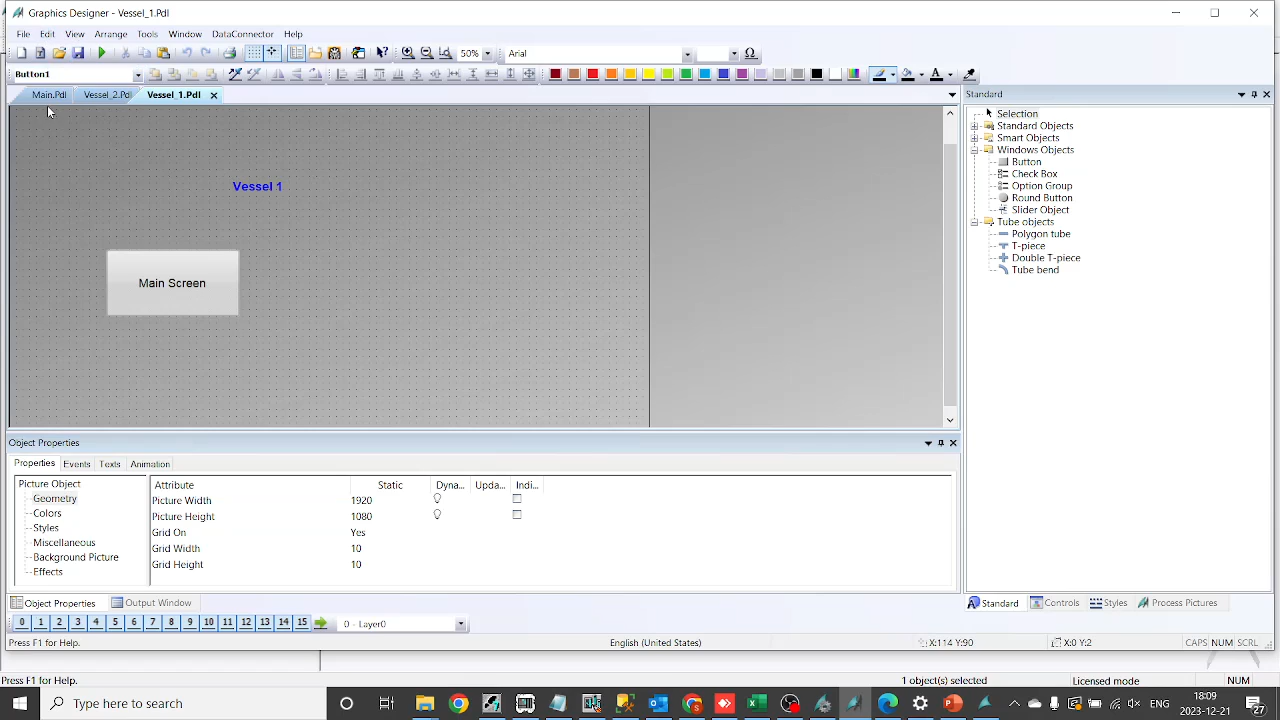 Graphics Designer - Vessel_1.Pdl
File Edit View Arrange Tools Window DataConnector Help
50% Arial
Button1
Main.Pdl Vessel_2.Pdl Vessel_1.Pdl
Standard
Selection
Standard Objects
Smart Objects
Windows Objects
Button
Check Box
Option Group
Round Button
Slider Object
Tube objects
Polygon tube
T-piece
Double T-piece
Tube bend
Vessel 1
Main Screen
Object Properties
Properties Events Texts Animation
Picture Object
Geometry
Colors
Styles
Miscellaneous
Background Picture
Effects
Attribute Static Dyna... Upda... Indi...
Picture Width 1920
Picture Height 1080
Grid On Yes
Grid Width 10
Grid Height 10
Object Properties Output Window
Standard Controls Styles Process Pictures
0 1 2 3 4 5 6 7 8 9 10 11 12 13 14 15 0 - Layer0
Press F1 for Help. English (United States) X:114 Y:90 X:0 Y:2 CAPS NUM SCRL
Press F1 for Help. 1 object(s) selected Licensed mode NUM
Type here to search
ENG
18:09
2023-12-21
27